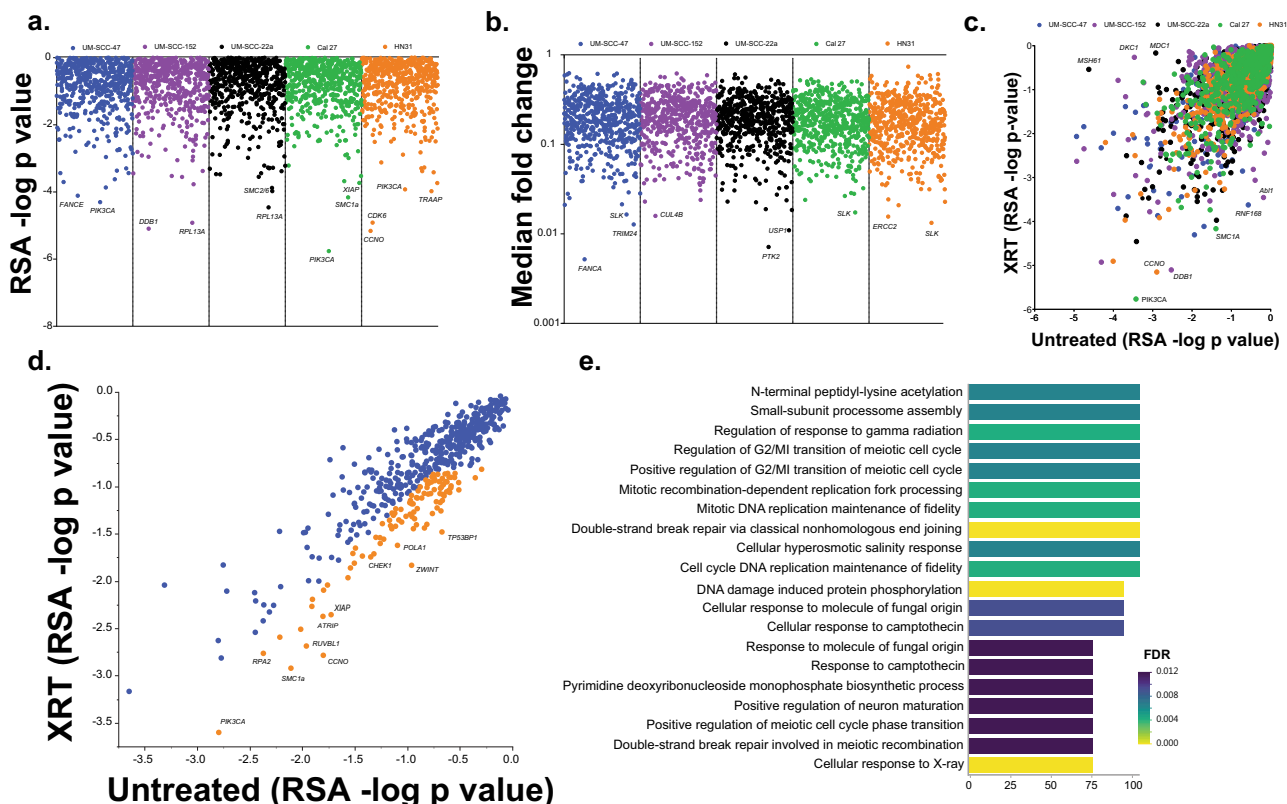 a.
UM-SCC-47 UM-SCC-152 UM-SCC-22a Cal 27 HN31
RSA -log p value
0
-2
-4
-6
-8
FANCE
PIK3CA
DDB1
RPL13A
SMC2/6
RPL13A
XIAP
SMC1a
PIK3CA
PIK3CA
TRAAP
CDK6
CCNO
b.
UM-SCC-47 UM-SCC-152 UM-SCC-22a Cal 27 HN31
Median fold change
1
0.1
0.01
0.001
SLK
TRIM24
FANCA
CUL4B
USP1
PTK2
SLK
ERCC2
SLK
c.
UM-SCC-47 UM-SCC-152 UM-SCC-22a Cal 27 HN31
XRT (RSA -log p-value)
0
-1
-2
-3
-4
-5
-6
MSH61
DKC1
MDC1
Abl1
RNF168
SMC1A
CCNO
DDB1
PIK3CA
-6 -5 -4 -3 -2 -1 0
Untreated (RSA -log p value)
d.
XRT (RSA -log p value)
0.0
-0.5
-1.0
-1.5
-2.0
-2.5
-3.0
-3.5
TP53BP1
POLA1
CHEK1
ZWINT
XIAP
ATRIP
RUVBL1
RPA2
CCNO
SMC1a
PIK3CA
-3.5 -3.0 -2.5 -2.0 -1.5 -1.0 -0.5 0.0
Untreated (RSA -log p value)
e.
N-terminal peptidyl-lysine acetylation
Small-subunit processome assembly
Regulation of response to gamma radiation
Regulation of G2/MI transition of meiotic cell cycle
Positive regulation of G2/MI transition of meiotic cell cycle
Mitotic recombination-dependent replication fork processing
Mitotic DNA replication maintenance of fidelity
Double-strand break repair via classical nonhomologous end joining
Cellular hyperosmotic salinity response
Cell cycle DNA replication maintenance of fidelity
DNA damage induced protein phosphorylation
Cellular response to molecule of fungal origin
Cellular response to camptothecin
Response to molecule of fungal origin
Response to camptothecin
Pyrimidine deoxyribonucleoside monophosphate biosynthetic process
Positive regulation of neuron maturation
Positive regulation of meiotic cell cycle phase transition
Double-strand break repair involved in meiotic recombination
Cellular response to X-ray
0 25 50 75 100
FDR
0.012
0.008
0.004
0.000